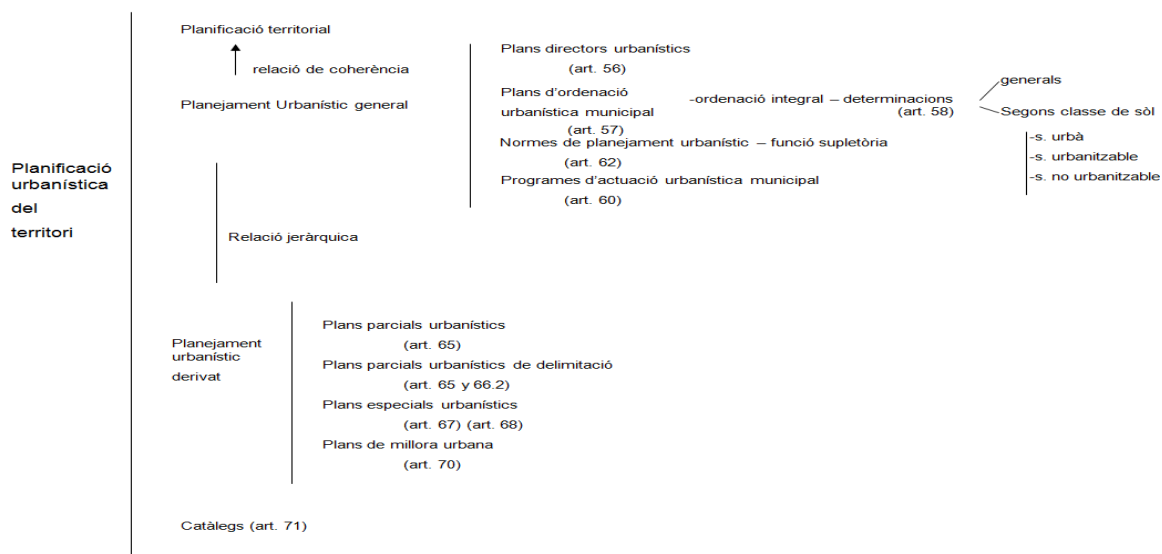 Planificació
urbanística
del
territori
Planificació territorial
relació de coherència
Planejament Urbanístic general
Plans directors urbanístics
(art. 56)
Plans d'ordenació
urbanística municipal
(art. 57)
-ordenació integral – determinacions
(art. 58)
generals
Segons classe de sòl
-s. urbà
-s. urbanitzable
-s. no urbanitzable
Normes de planejament urbanístic – funció supletòria
(art. 62)
Programes d'actuació urbanística municipal
(art. 60)
Relació jeràrquica
Planejament
urbanístic
derivat
Plans parcials urbanístics
(art. 65)
Plans parcials urbanístics de delimitació
(art. 65 y 66.2)
Plans especials urbanístics
(art. 67) (art. 68)
Plans de millora urbana
(art. 70)
Catàlegs (art. 71)